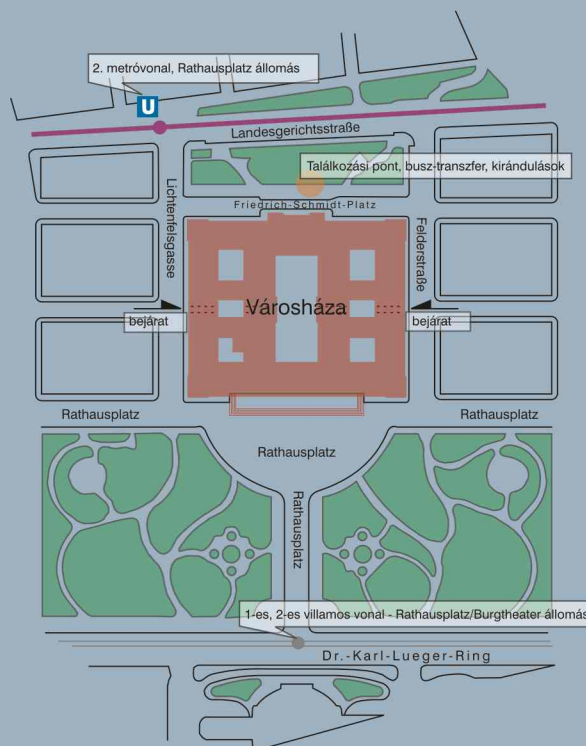 2. metróvonal, Rathausplatz állomás
U
Landesgerichtsstraße
Találkozási pont, busz-transzfer, kirándulások
Friedrich-Schmidt-Platz
Lichtenfelsgasse
Felderstraße
Városháza
bejárat
bejárat
Rathausplatz
Rathausplatz
Rathausplatz
Rathausplatz
1-es, 2-es villamos vonal - Rathausplatz/Burgtheater állomás
Dr.-Karl-Lueger-Ring